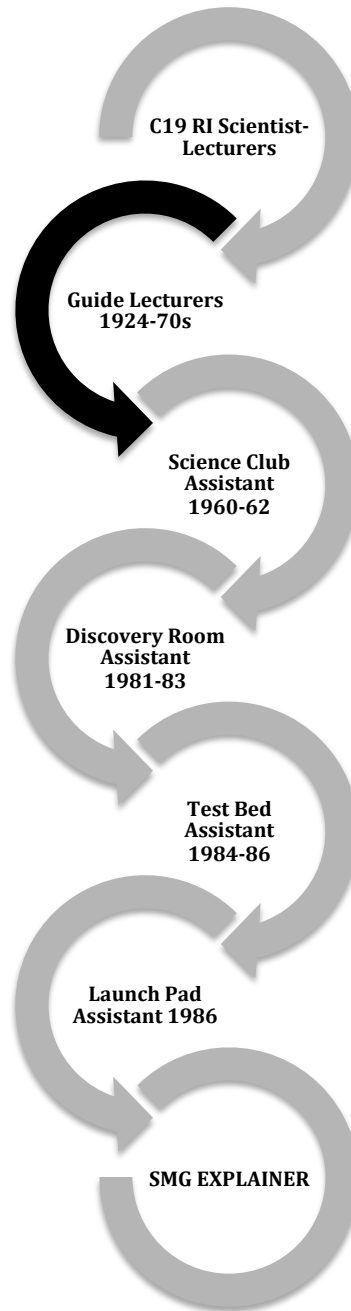 C19 RI Scientist-
Lecturers
Guide Lecturers
1924-70s
Science Club
Assistant
1960-62
Discovery Room
Assistant
1981-83
Test Bed
Assistant
1984-86
Launch Pad
Assistant 1986
SMG EXPLAINER